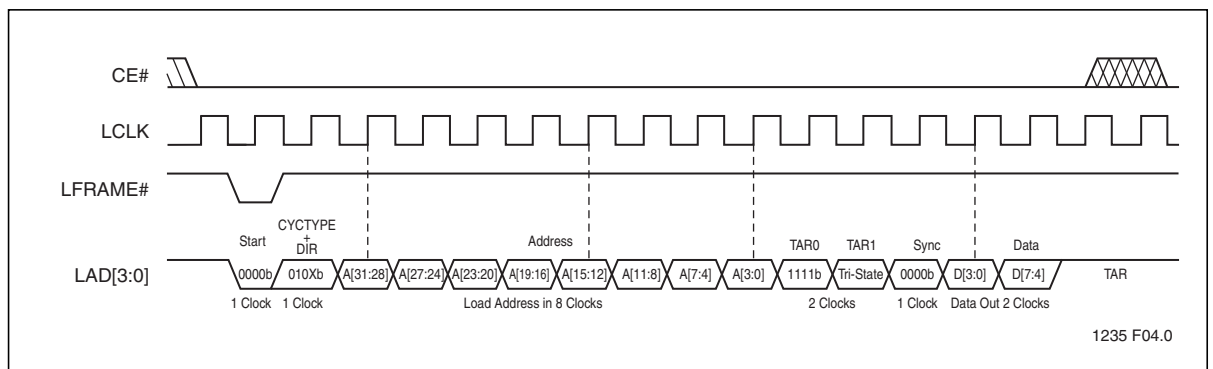 CE#
LCLK
LFRAME#
CYCTYPE
Start + Address TAR0 TAR1 Sync Data
DIR
LAD[3:0] 0000b 010Xb A[31:28] A[27:24] A[23:20] A[19:16] A[15:12] A[11:8] A[7:4] A[3:0] 1111b Tri-State 0000b D[3:0] D[7:4] TAR
1 Clock 1 Clock Load Address in 8 Clocks 2 Clocks 1 Clock Data Out 2 Clocks
1235 F04.0